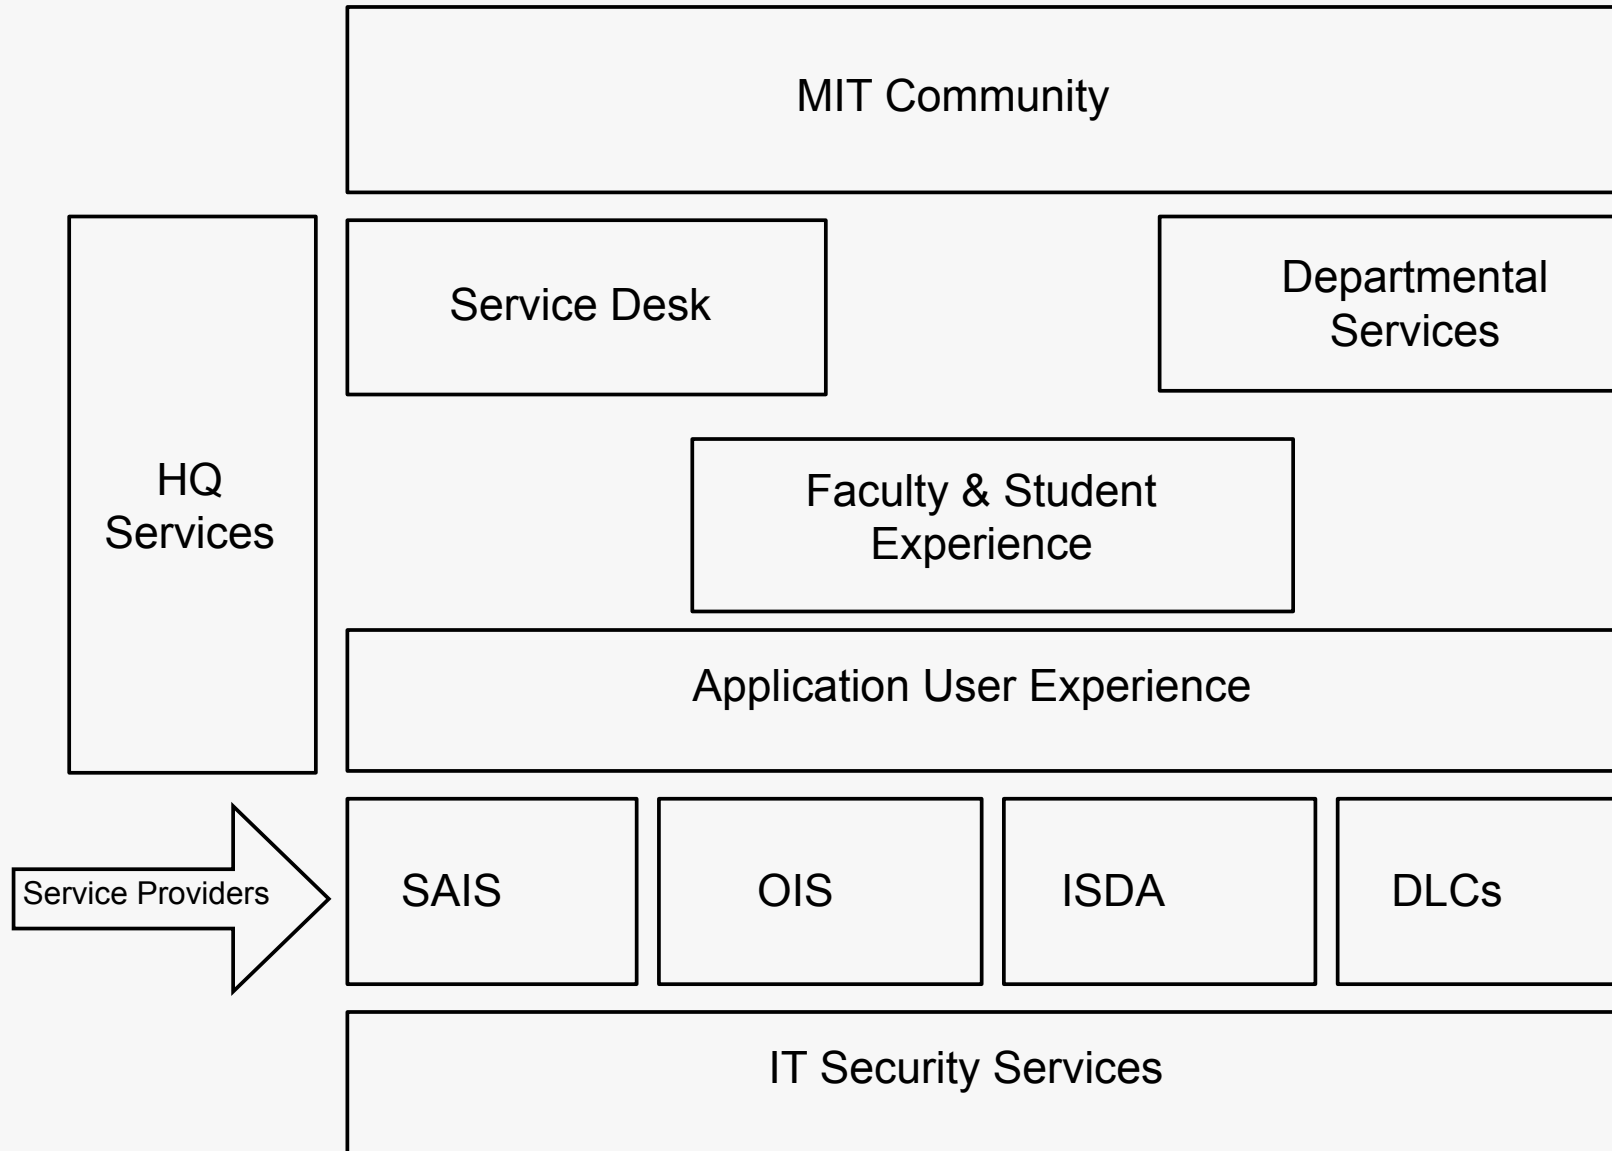 MIT Community
Service Desk
Departmental
Services
HQ
Services
Faculty & Student
Experience
Application User Experience
Service Providers
SAIS
OIS
ISDA
DLCs
IT Security Services